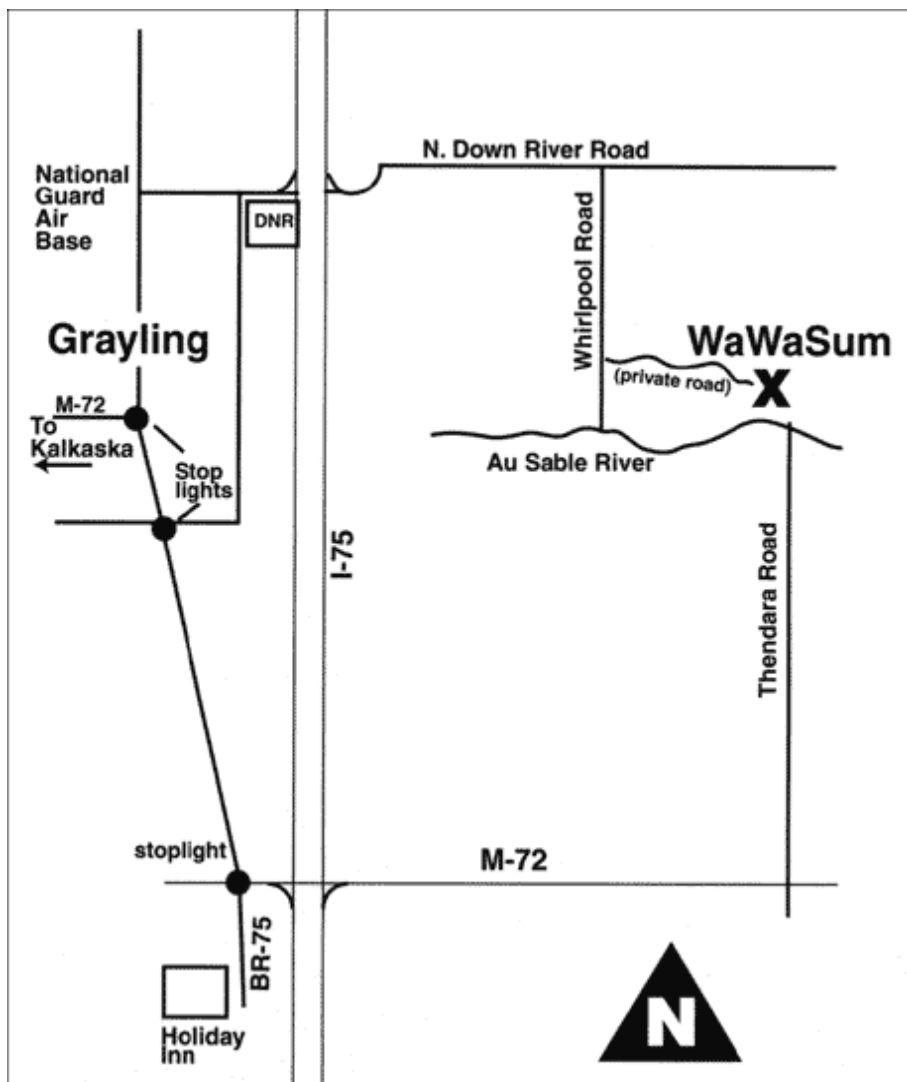 N. Down River Road
National
Guard
Air
Base
DNR
Whirlpool Road
Grayling
WaWaSum
(private road)
X
M-72
To
Kalkaska
Stop
lights
Au Sable River
I-75
Thendara Road
stoplight
M-72
BR-75
Holiday
Inn
N